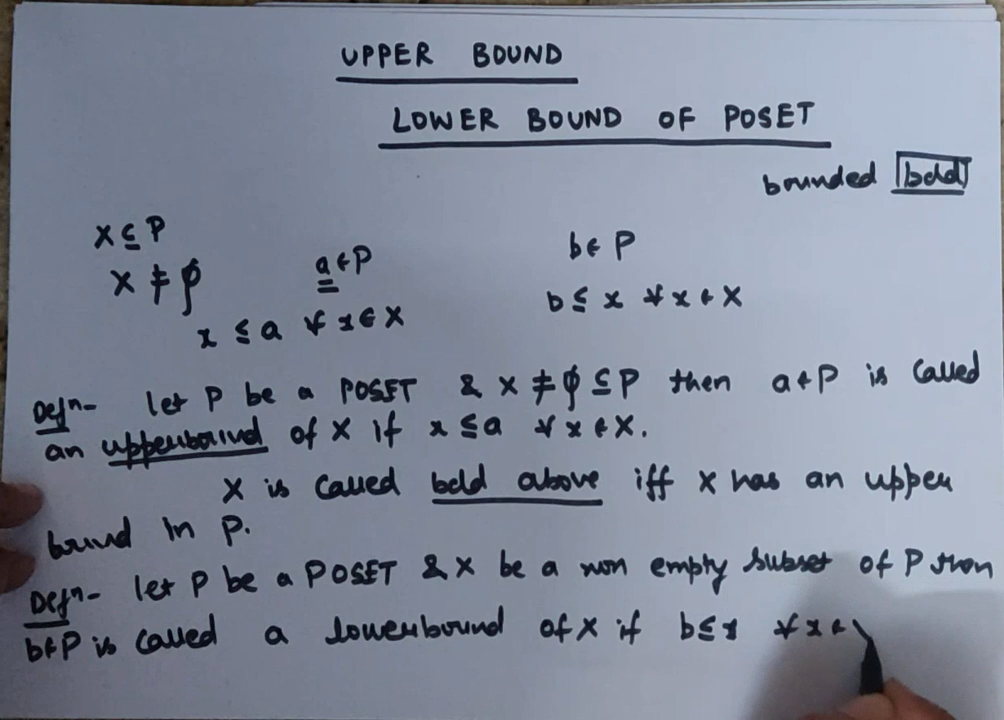 UPPER BOUND
LOWER BOUND OF POSET
bounded bdd
X ⊆ P
X ≠ φ
a ∈ P
x ≤ a ∀ x ∈ X
b ∈ P
b ≤ x ∀ x ∈ X
Defn- let P be a POSET & X ≠ φ ⊆ P then a ∈ P is called
an upperbound of X if x ≤ a ∀ x ∈ X.
X is called bdd above iff X has an upper
bound in P.
Defn- let P be a POSET & X be a non empty subset of P then
b ∈ P is called a lowerbound of X if b ≤ x ∀ x ∈